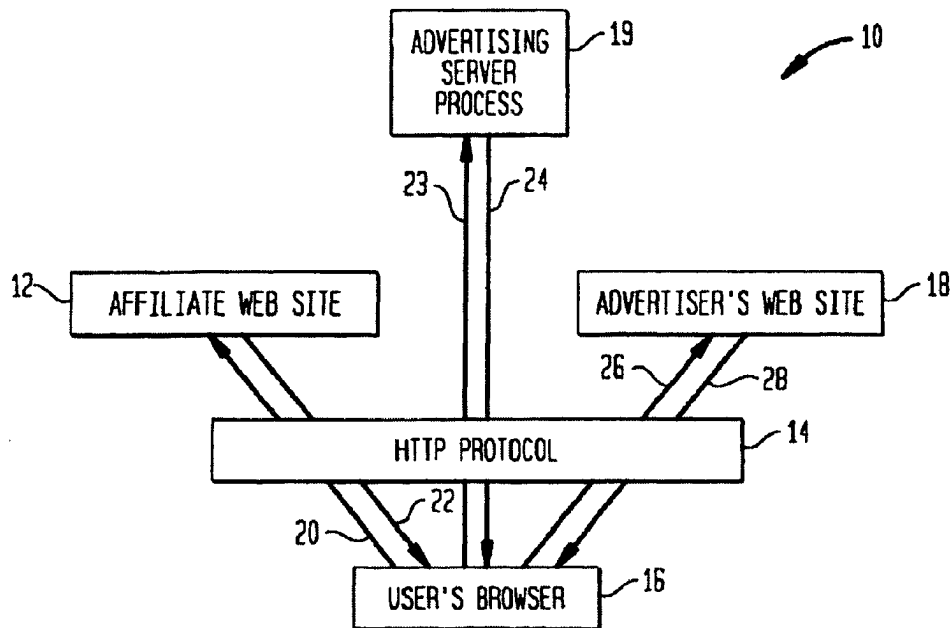 ADVERTISING
SERVER
PROCESS
19
10
23
24
12
AFFILIATE WEB SITE
ADVERTISER'S WEB SITE
18
26
28
HTTP PROTOCOL
14
20
22
USER'S BROWSER
16